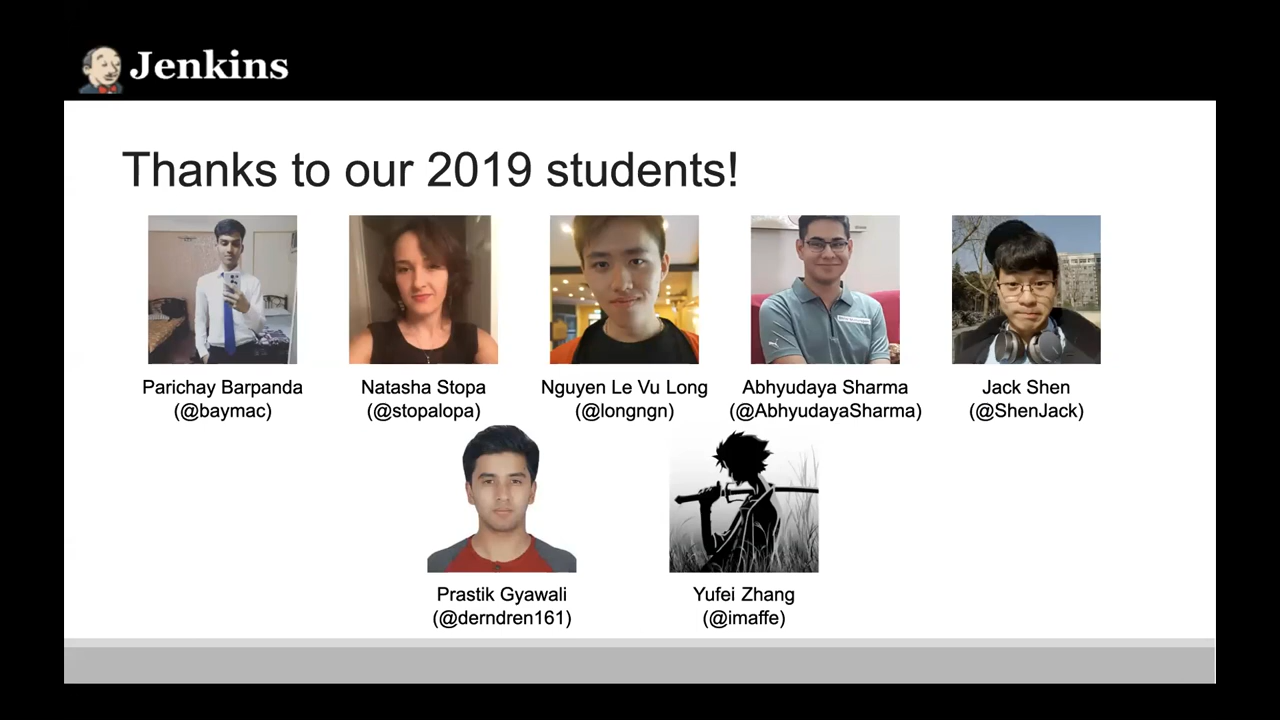 Jenkins
Thanks to our 2019 students!
Parichay Barpanda
(@baymac)
Natasha Stopa
(@stopalopa)
Nguyen Le Vu Long
(@longngn)
Abhyudaya Sharma
(@AbhyudayaSharma)
Jack Shen
(@ShenJack)
Prastik Gyawali
(@derndren161)
Yufei Zhang
(@imaffe)